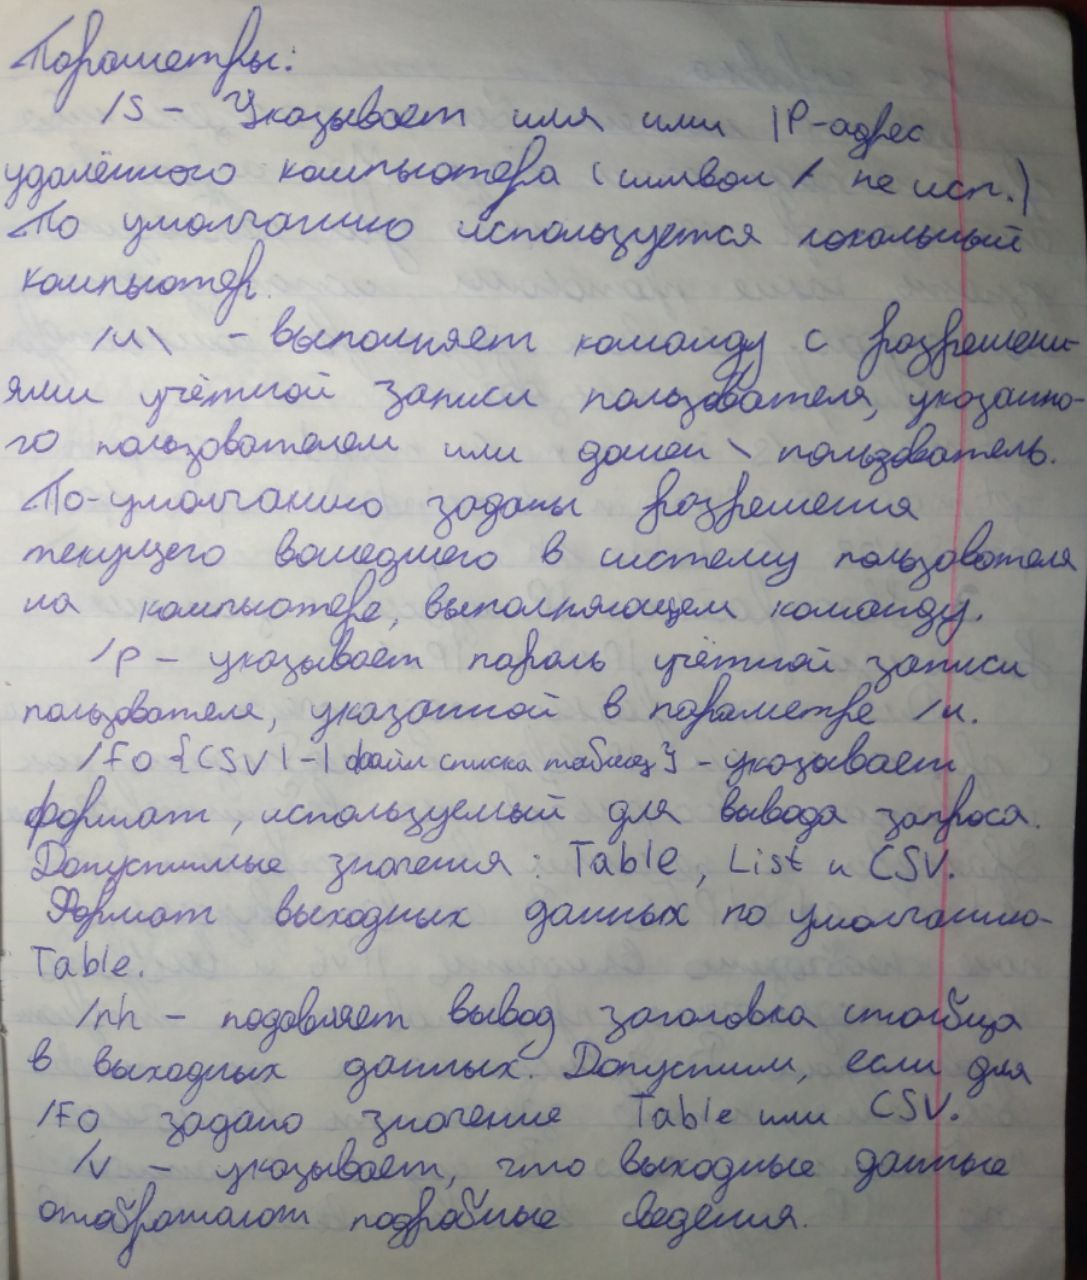 Параметры:
/S - Указывает имя или IP-адрес
удалённого компьютера (символ / не исп.)
По умолчанию используется локальный
компьютер.
/u\ - выполняет команду с разрешени-
ями учётной записи пользователя, указанно-
го пользователем или домен \ пользователь.
По-умолчанию заданы разрешения
текущего вошедшего в систему пользователя
на компьютере, выполняющем команду.
/p - указывает пароль учётной записи
пользователя, указанной в параметре /u.
/Fo {CSV|-| файл списка таблиц} - указывает
формат, используемый для вывода запроса.
Допустимые значения: Table, List и CSV.
Формат выходных данных по умолчанию-
Table.
/nh - подавляет вывод заголовка столбца
в выходных данных. Допустим, если для
/Fo задано значение Table или CSV.
/v - указывает, что выходные данные
отображают подробные сведения.